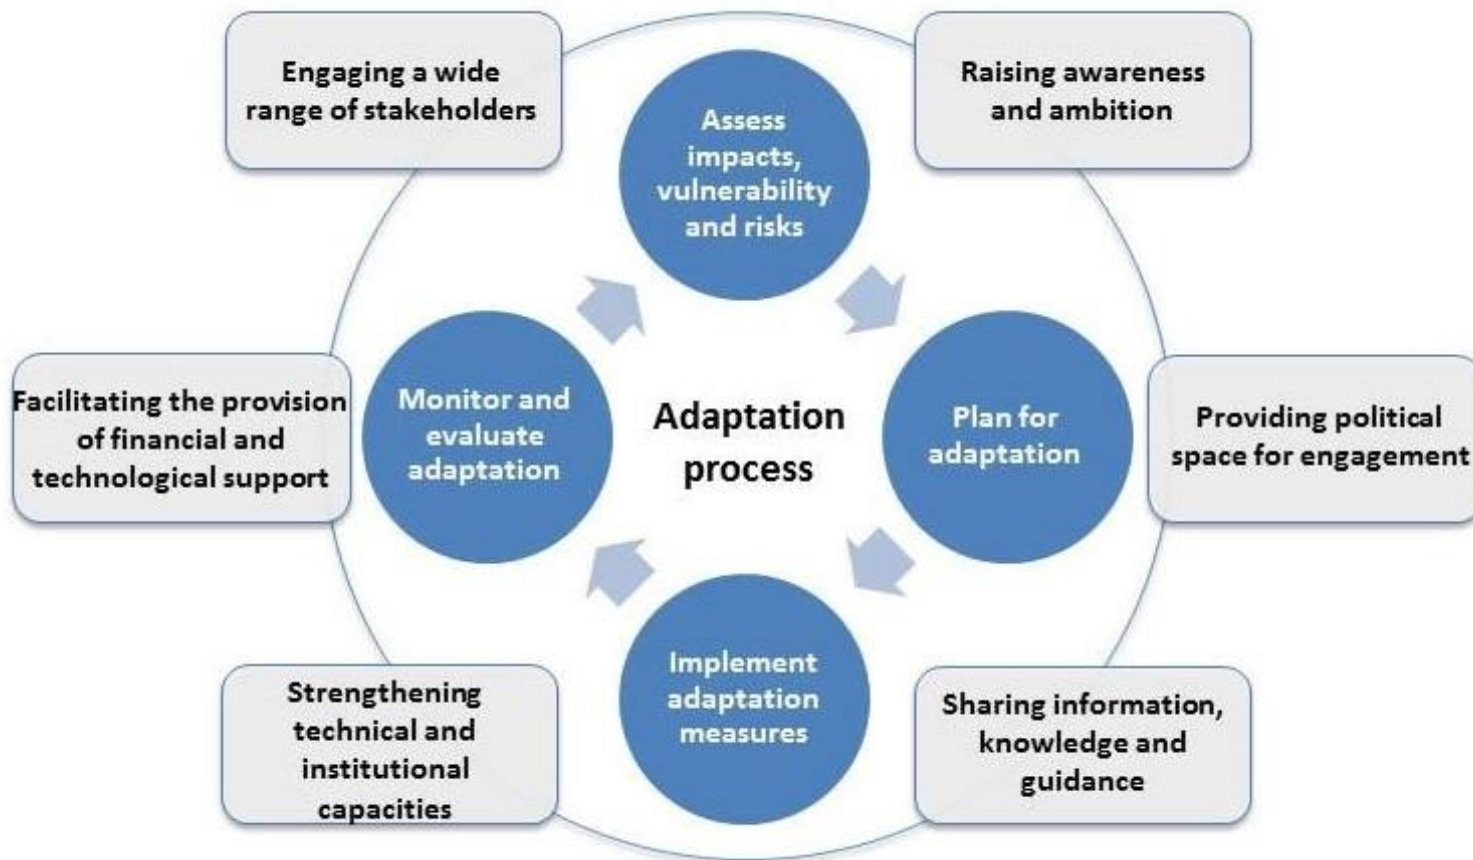 Engaging a wide
range of stakeholders
Raising awareness
and ambition
Assess
impacts,
vulnerability
and risks
Facilitating the provision
of financial and
technological support
Monitor and
evaluate
adaptation
Adaptation
process
Plan for
adaptation
Providing political
space for engagement
Implement
adaptation
measures
Strengthening
technical and
institutional
capacities
Sharing information,
knowledge and
guidance